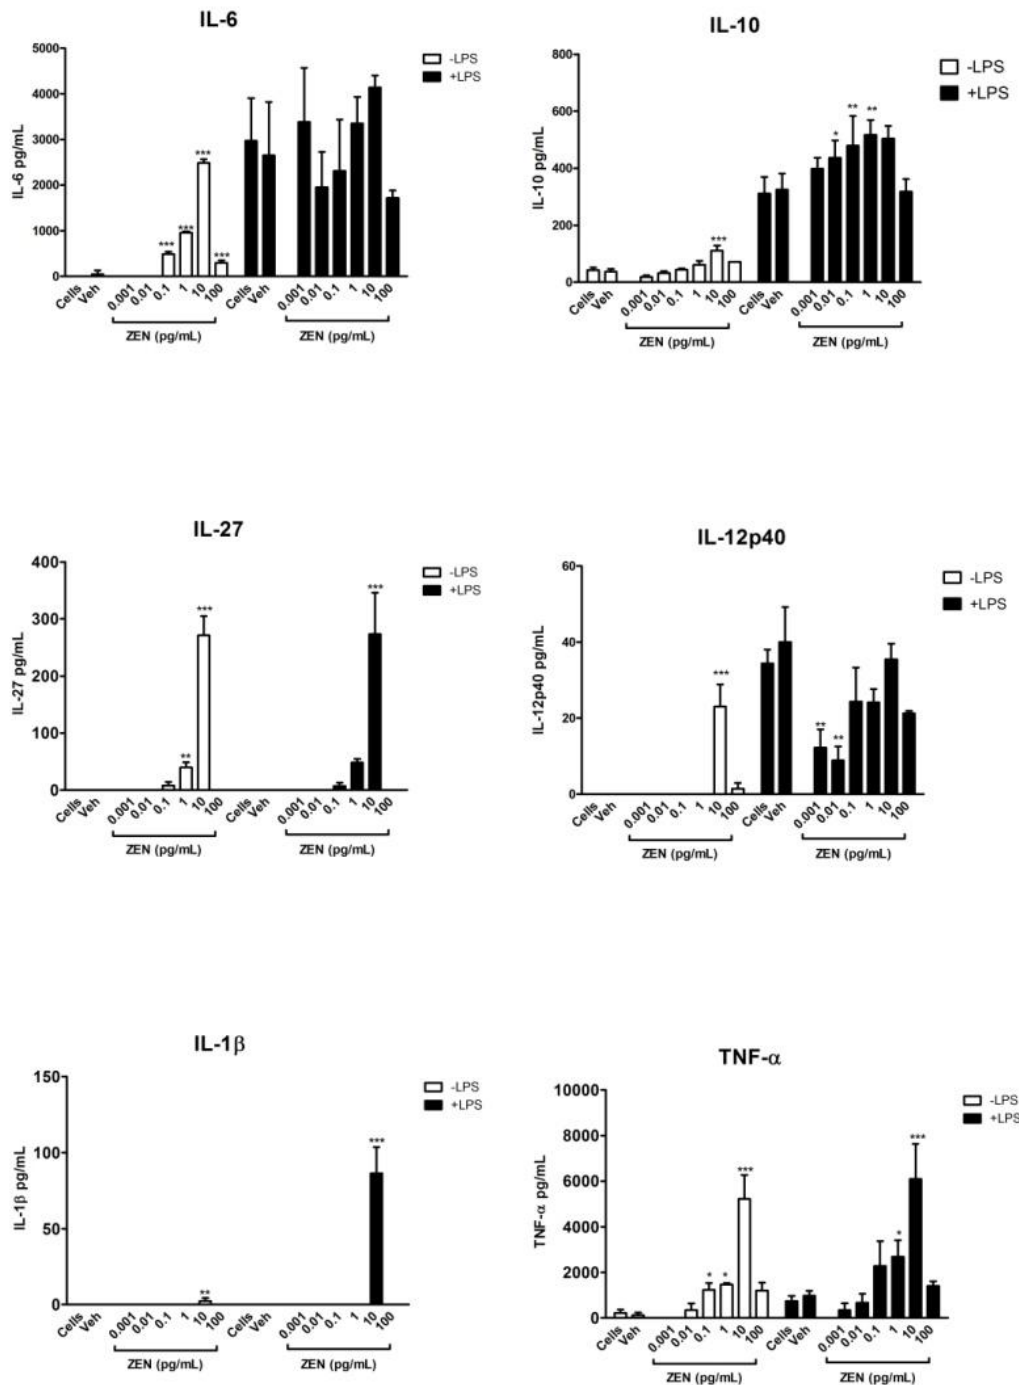 IL-6
5000
4000
3000
2000
1000
0
IL-6 pg/mL
-LPS
+LPS
*** *** *** ***
Cells Veh 0.001 0.01 0.1 1 10 100 Cells Veh 0.001 0.01 0.1 1 10 100
ZEN (pg/mL) ZEN (pg/mL)
IL-10
800
600
400
200
0
IL-10 pg/mL
-LPS
+LPS
*** * ** **
Cells Veh 0.001 0.01 0.1 1 10 100 Cells Veh 0.001 0.01 0.1 1 10 100
ZEN (pg/mL) ZEN (pg/mL)
IL-27
400
300
200
100
0
IL-27 pg/mL
-LPS
+LPS
** *** ***
Cells Veh 0.001 0.01 0.1 1 10 100 Cells Veh 0.001 0.01 0.1 1 10 100
ZEN (pg/mL) ZEN (pg/mL)
IL-12p40
60
40
20
0
IL-12p40 pg/mL
-LPS
+LPS
*** ** **
Cells Veh 0.001 0.01 0.1 1 10 100 Cells Veh 0.001 0.01 0.1 1 10 100
ZEN (pg/mL) ZEN (pg/mL)
IL-1β
150
100
50
0
IL-1β pg/mL
-LPS
+LPS
** ***
Cells Veh 0.001 0.01 0.1 1 10 100 Cells Veh 0.001 0.01 0.1 1 10 100
ZEN (pg/mL) ZEN (pg/mL)
TNF-α
10000
8000
6000
4000
2000
0
TNF-α pg/mL
-LPS
+LPS
* * *** * ***
Cells Veh 0.001 0.01 0.1 1 10 100 Cells Veh 0.001 0.01 0.1 1 10 100
ZEN (pg/mL) ZEN (pg/mL)